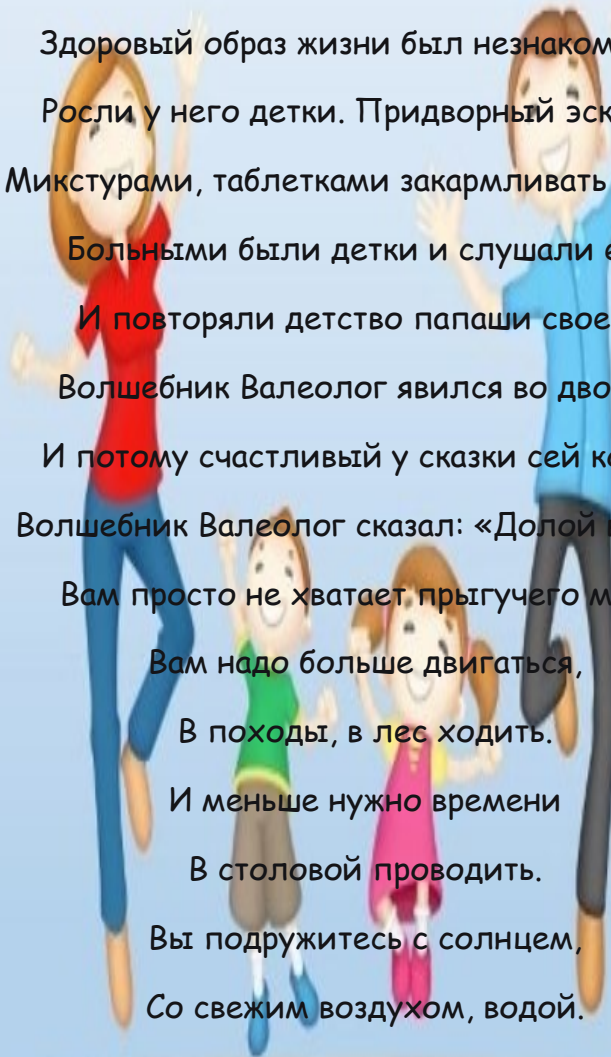 Здоровый образ жизни был незнаком
Росли у него детки. Придворный эск
Микстурами, таблетками закармливать
Больными были детки и слушали
И повторяли детство папаши свое
Волшебник Валеолог явился во дво
И потому счастливый у сказки сей
Волшебник Валеолог сказал: «Долой
Вам просто не хватает прыгучего
Вам надо больше двигаться,
В походы, в лес ходить.
И меньше нужно времени
В столовой проводить.
Вы подружитесь с солнцем,
Со свежим воздухом, водой.